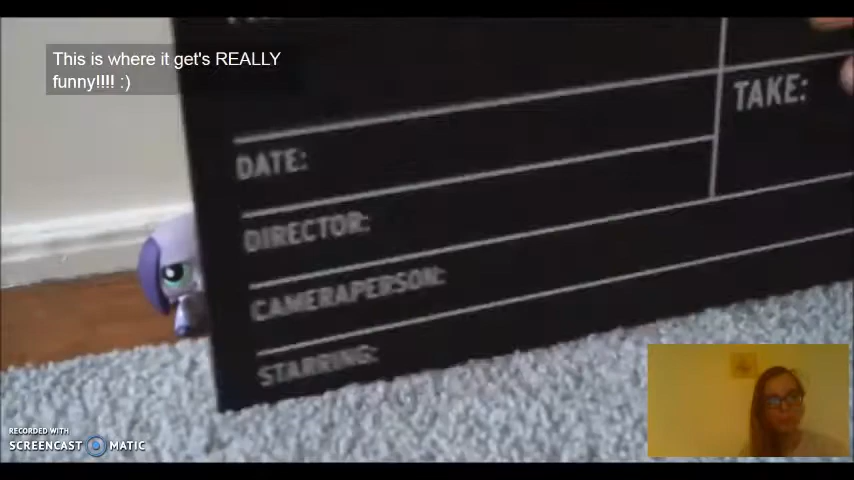 This is where it get's REALLY
funny!!!! :)
TAKE:
DATE:
DIRECTOR:
CAMERAPERSON:
STARRING:
RECORDED WITH
SCREENCAST MATIC